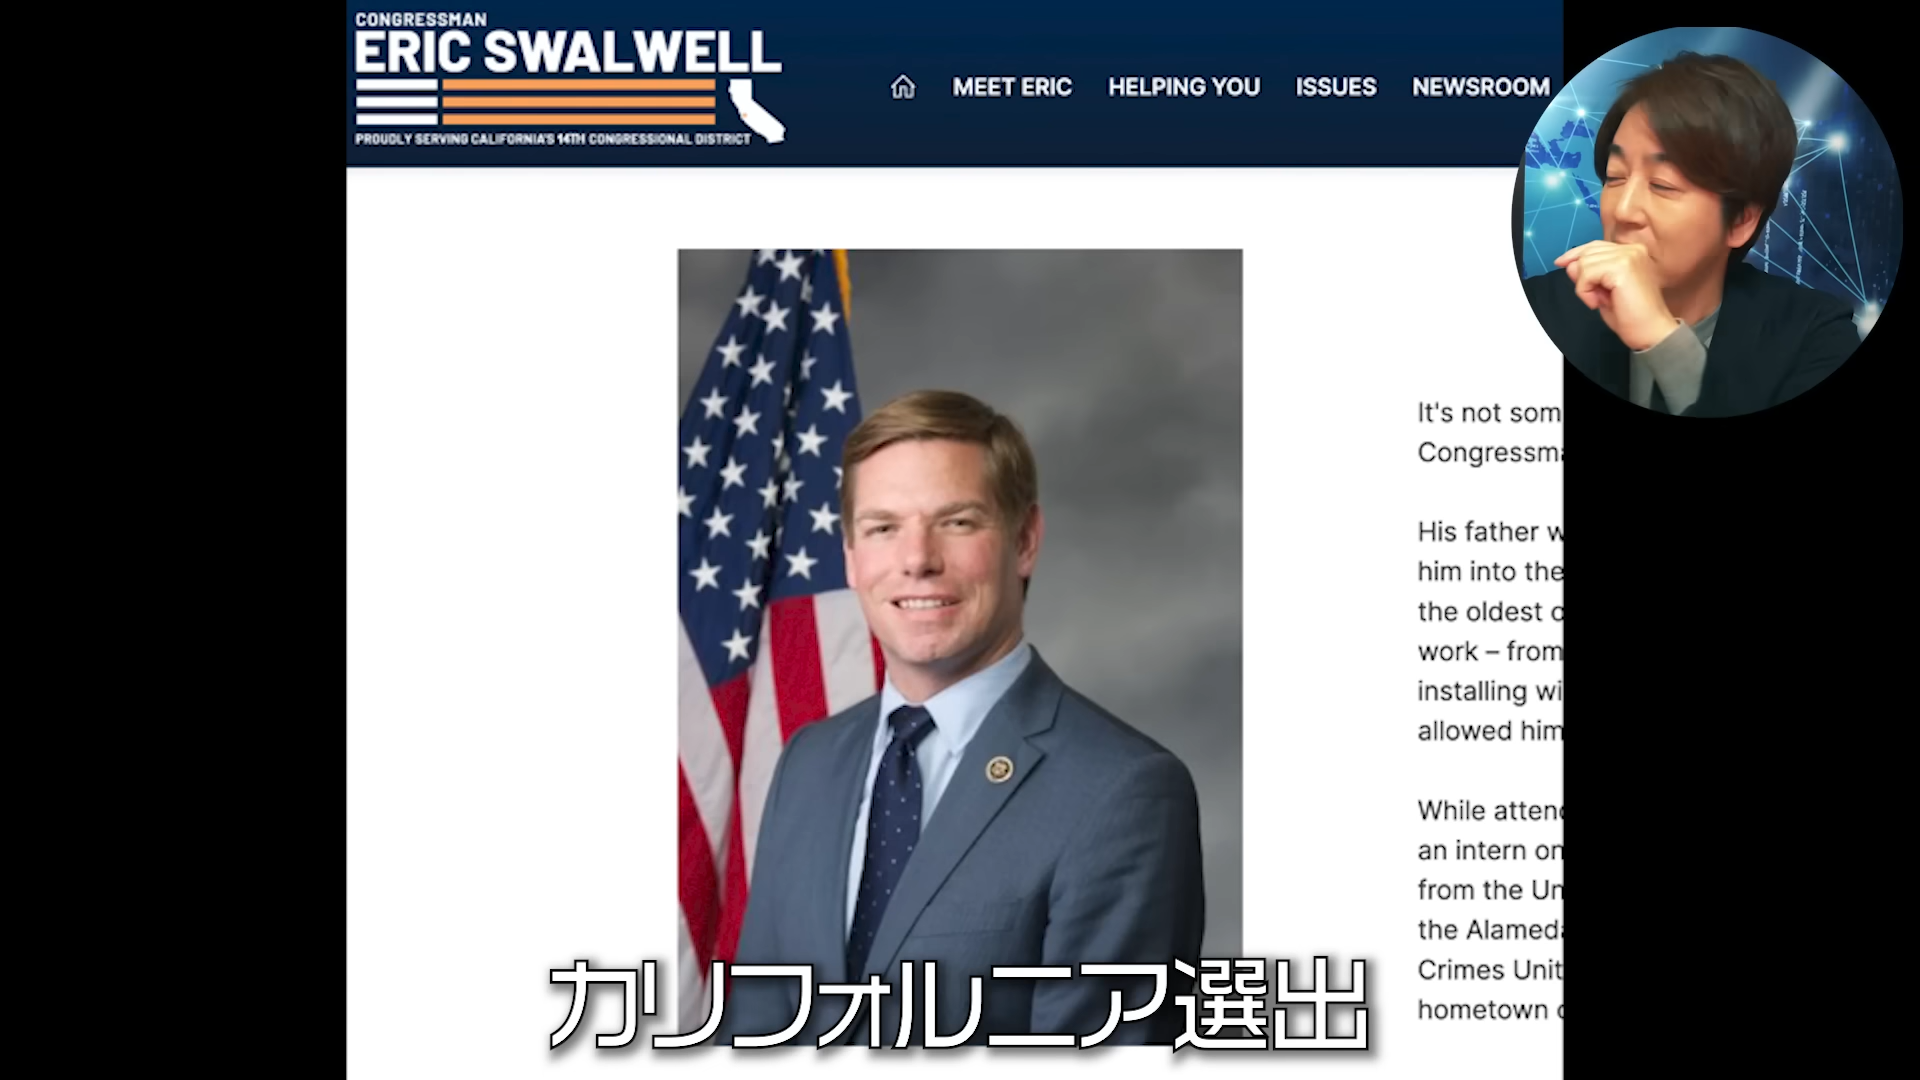 CONGRESSMAN
ERIC SWALWELL
PROUDLY SERVING CALIFORNIA'S 14TH CONGRESSIONAL DISTRICT
MEET ERIC
HELPING YOU
ISSUES
NEWSROOM
It's not som
Congressma
His father w
him into the
the oldest
work – from
installing wi
allowed him
While attend
an intern on
from the Un
the Alameda
Crimes Unit
hometown
カリフォルニア選出